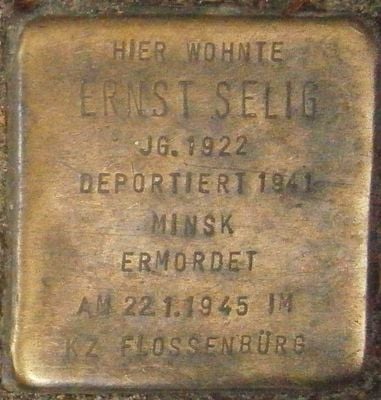 HIER WOHNTE
ERNST SELIG
JG. 1922
DEPORTIERT 1941
MINSK
ERMORDET
AM 22.1.1945 IM
KZ FLOSSENBÜRG